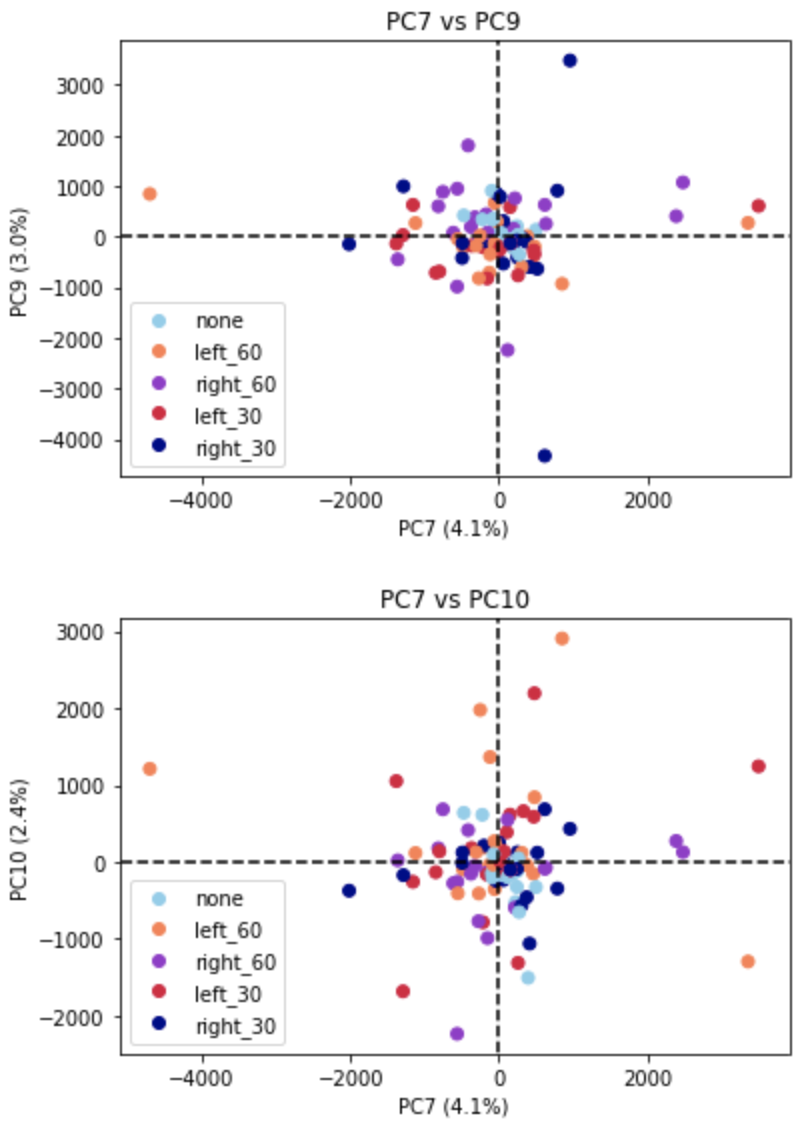 PC7 vs PC9
3000
2000
1000
0
−1000
−2000
−3000
−4000
PC9 (3.0%)
none
left_60
right_60
left_30
right_30
−4000 −2000 0 2000
PC7 (4.1%)
PC7 vs PC10
3000
2000
1000
0
−1000
−2000
PC10 (2.4%)
none
left_60
right_60
left_30
right_30
−4000 −2000 0 2000
PC7 (4.1%)